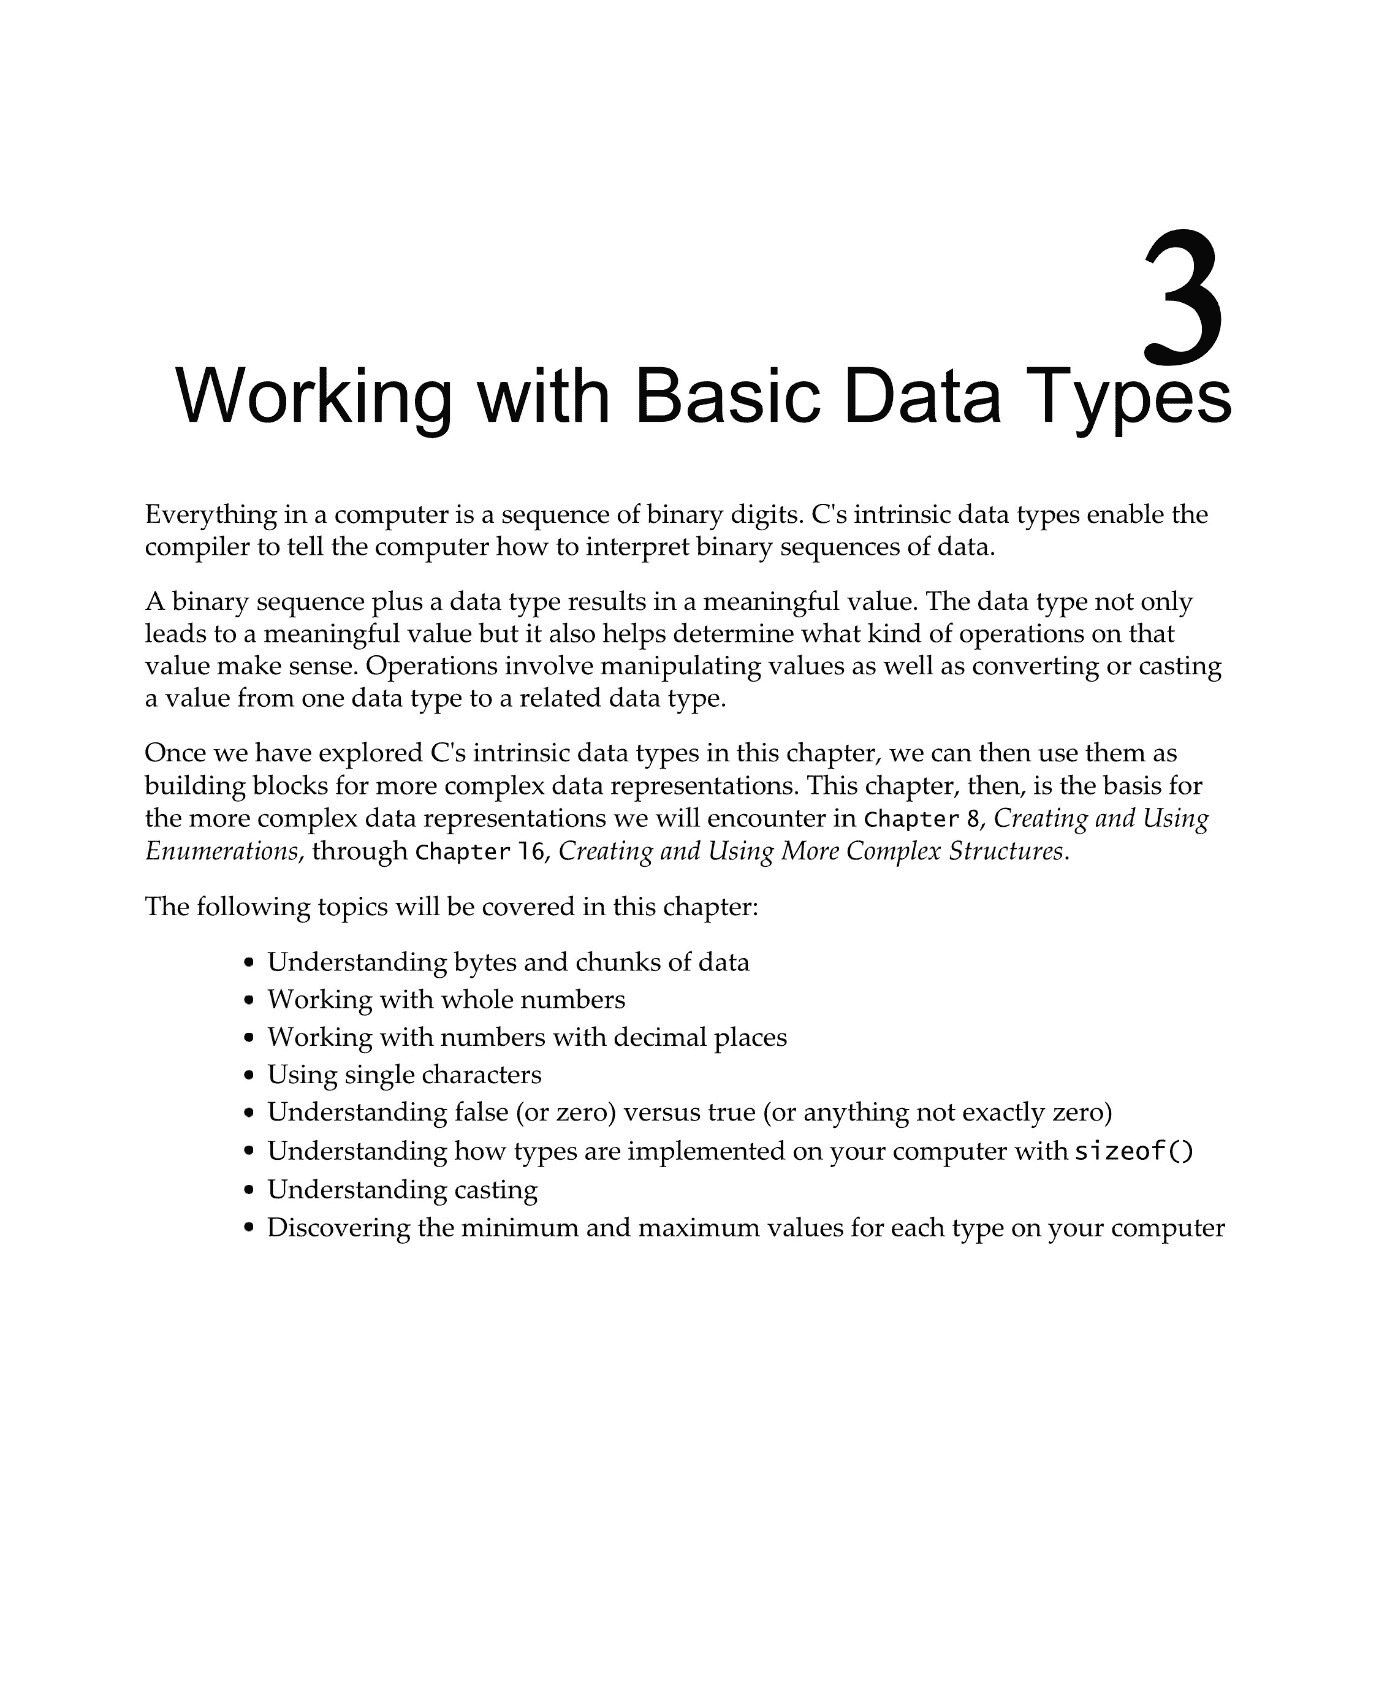 3
Working with Basic Data Types
Everything in a computer is a sequence of binary digits. C's intrinsic data types enable the
compiler to tell the computer how to interpret binary sequences of data.
A binary sequence plus a data type results in a meaningful value. The data type not only
leads to a meaningful value but it also helps determine what kind of operations on that
value make sense. Operations involve manipulating values as well as converting or casting
a value from one data type to a related data type.
Once we have explored C's intrinsic data types in this chapter, we can then use them as
building blocks for more complex data representations. This chapter, then, is the basis for
the more complex data representations we will encounter in Chapter 8, Creating and Using
Enumerations, through Chapter 16, Creating and Using More Complex Structures.
The following topics will be covered in this chapter:
• Understanding bytes and chunks of data
• Working with whole numbers
• Working with numbers with decimal places
• Using single characters
• Understanding false (or zero) versus true (or anything not exactly zero)
• Understanding how types are implemented on your computer with sizeof()
• Understanding casting
• Discovering the minimum and maximum values for each type on your computer